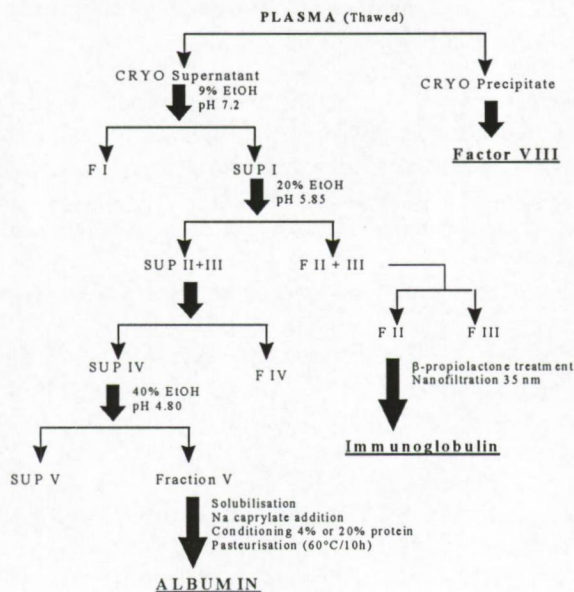 PLASMA (Thawed)
CRYO Supernatant
CRYO Precipitate
9% EtOH
pH 7.2
Factor VIII
F I
SUP I
20% EtOH
pH 5.85
SUP II+III
F II + III
F II
F III
SUP IV
F IV
β-propiolactone treatment
Nanofiltration 35 nm
40% EtOH
pH 4.80
Immunoglobulin
SUP V
Fraction V
Solubilisation
Na caprylate addition
Conditioning 4% or 20% protein
Pasteurisation (60°C/10h)
ALBUMIN